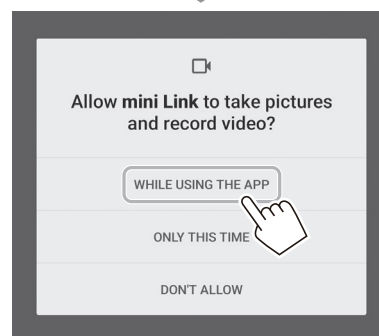 Allow mini Link to take pictures
and record video?
WHILE USING THE APP
ONLY THIS TIME
DON'T ALLOW